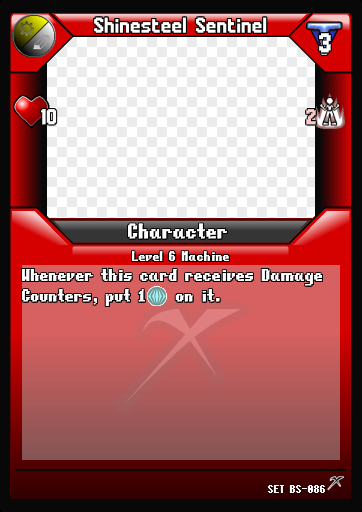 Shinesteel Sentinel
3
10
2
Character
Level 6 Machine
Whenever this card receives Damage
Counters, put 1 on it.
SET BS-086